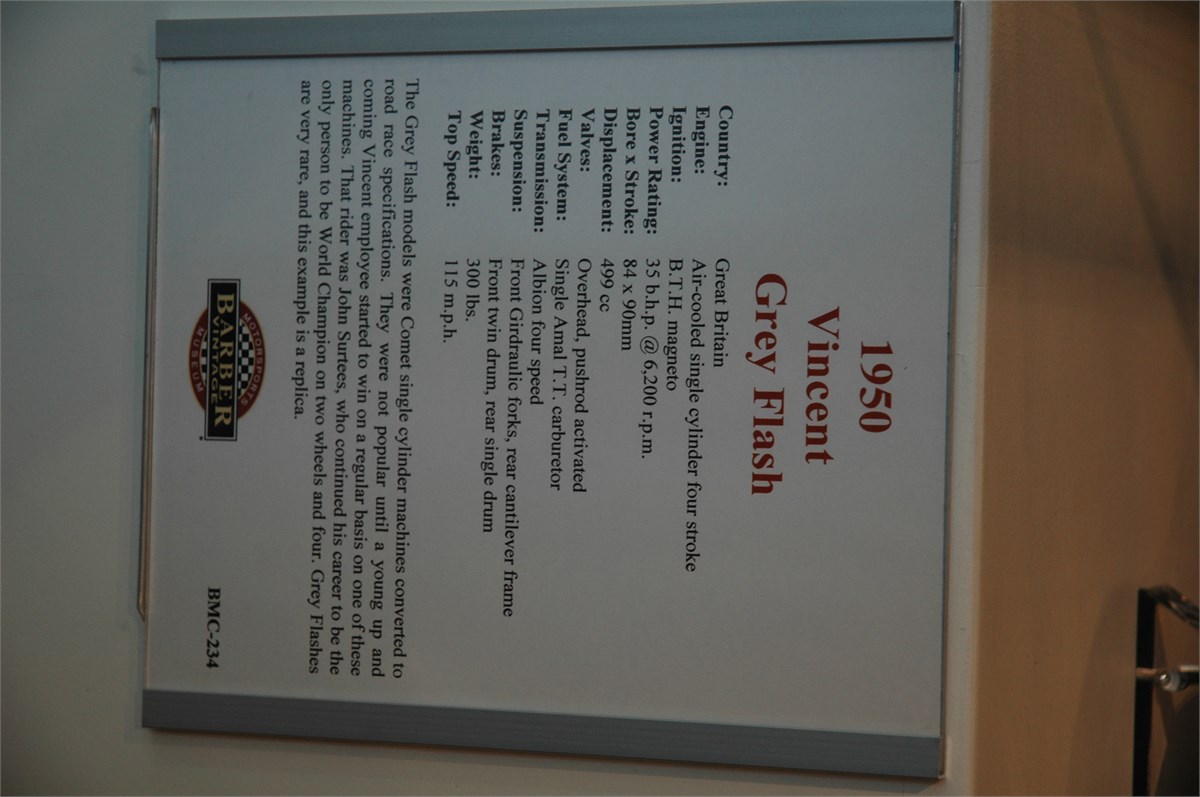 1950
Vincent
Grey Flash
Country: Great Britain
Engine: Air-cooled single cylinder four stroke
Ignition: B.T.H. magneto
Power Rating: 35 b.h.p. @ 6,200 r.p.m.
Bore x Stroke: 84 x 90mm
Displacement: 499 cc
Valves: Overhead, pushrod activated
Fuel System: Single Amal T.T. carburetor
Transmission: Albion four speed
Suspension: Front Girdraulic forks, rear cantilever frame
Brakes: Front twin drum, rear single drum
Weight: 300 lbs.
Top Speed: 115 m.p.h.
The Grey Flash models were Comet single cylinder machines converted to
road race specifications. They were not popular until a young up and
coming Vincent employee started to win on a regular basis on one of these
machines. That rider was John Surtees, who continued his career to be the
only person to be World Champion on two wheels and four. Grey Flashes
are very rare, and this example is a replica.
MOTORSPORTS
BARBER
VINTAGE
MUSEUM
BMC-234